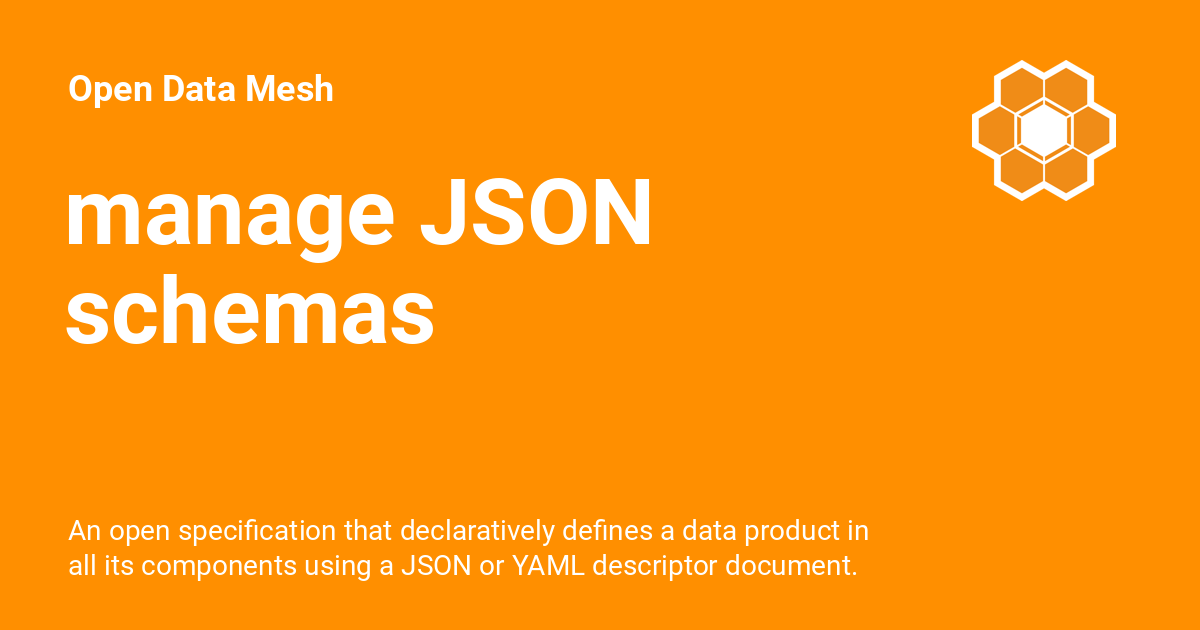 Open Data Mesh
manage JSON
schemas
An open specification that declaratively defines a data product in
all its components using a JSON or YAML descriptor document.